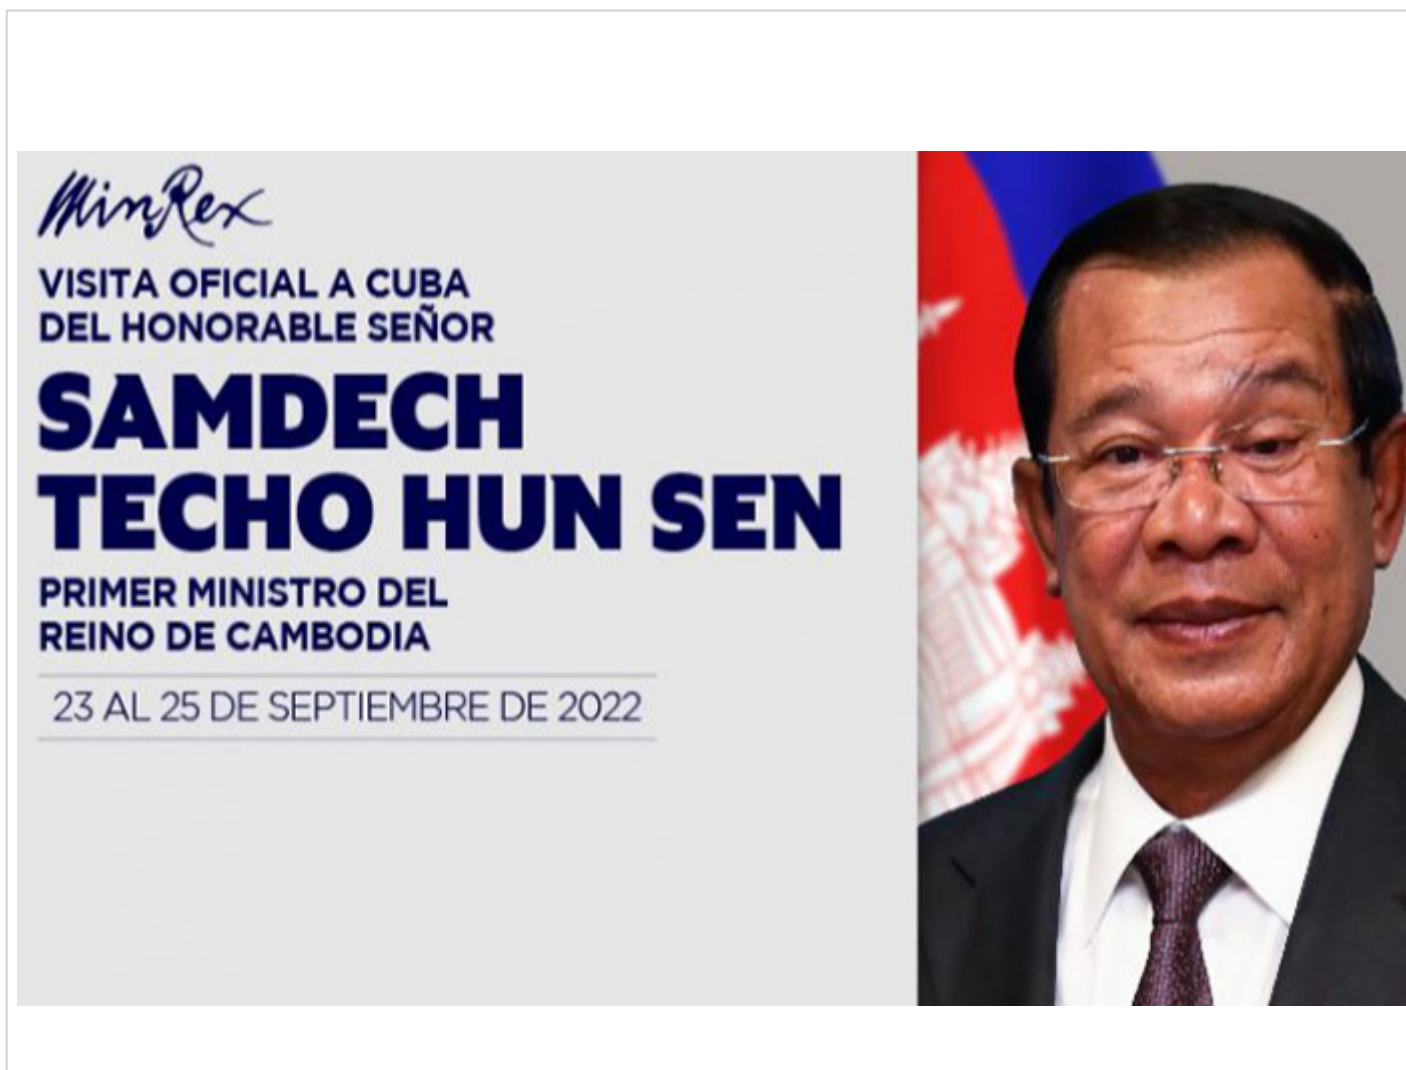 MinRex
VISITA OFICIAL A CUBA
DEL HONORABLE SEÑOR
SAMDECH
TECHO HUN SEN
PRIMER MINISTRO DEL
REINO DE CAMBODIA
23 AL 25 DE SEPTIEMBRE DE 2022